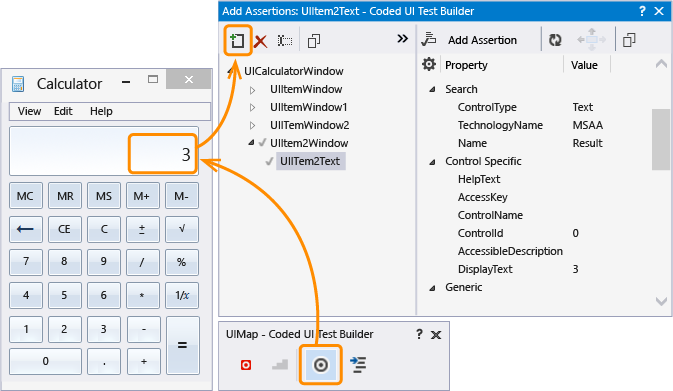 Add Assertions: UIItem2Text - Coded UI Test Builder ? X
» Add Assertion
UICalculatorWindow
UIItemWindow
UIItemWindow1
UIITemWindow2
UIItem2Window
UIITem2Text
Property Value
Search
ControlType Text
TechnologyName MSAA
Name Result
Control Specific
HelpText
AccessKey
ControlName
ControlId 0
AccessibleDescription
DisplayText 3
Generic
Calculator
View Edit Help
3
MC MR MS M+ M-
← CE C ± √
7 8 9 / %
4 5 6 * 1/x
1 2 3 - =
0 . +
UIMap - Coded UI Test Builder ? X